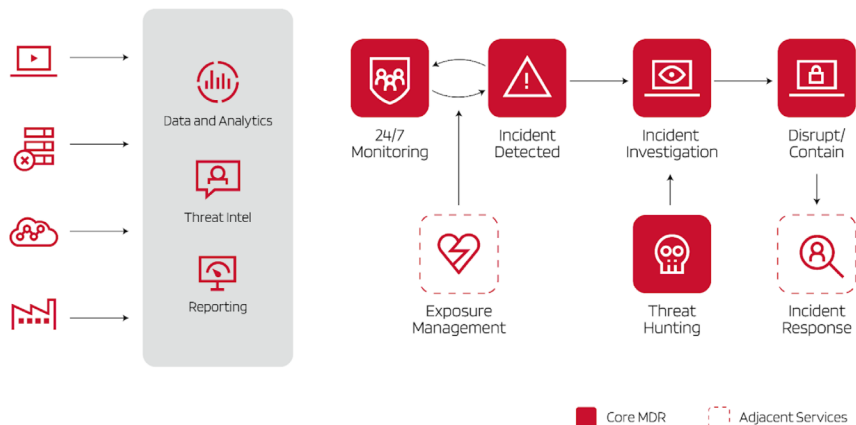 Data and Analytics
Threat Intel
Reporting
24/7
Monitoring
Incident
Detected
Incident
Investigation
Disrupt/
Contain
Exposure
Management
Threat
Hunting
Incident
Response
Core MDR
Adjacent Services